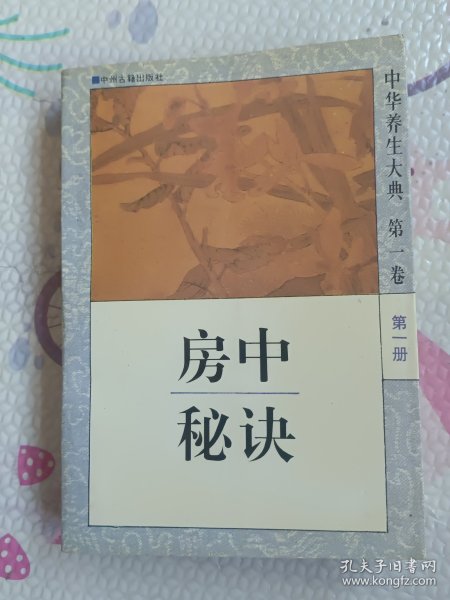 中州古籍出版社
中华养生大典 第一卷
第一册
房中
秘诀
孔夫子旧书网
www.kongfz.com